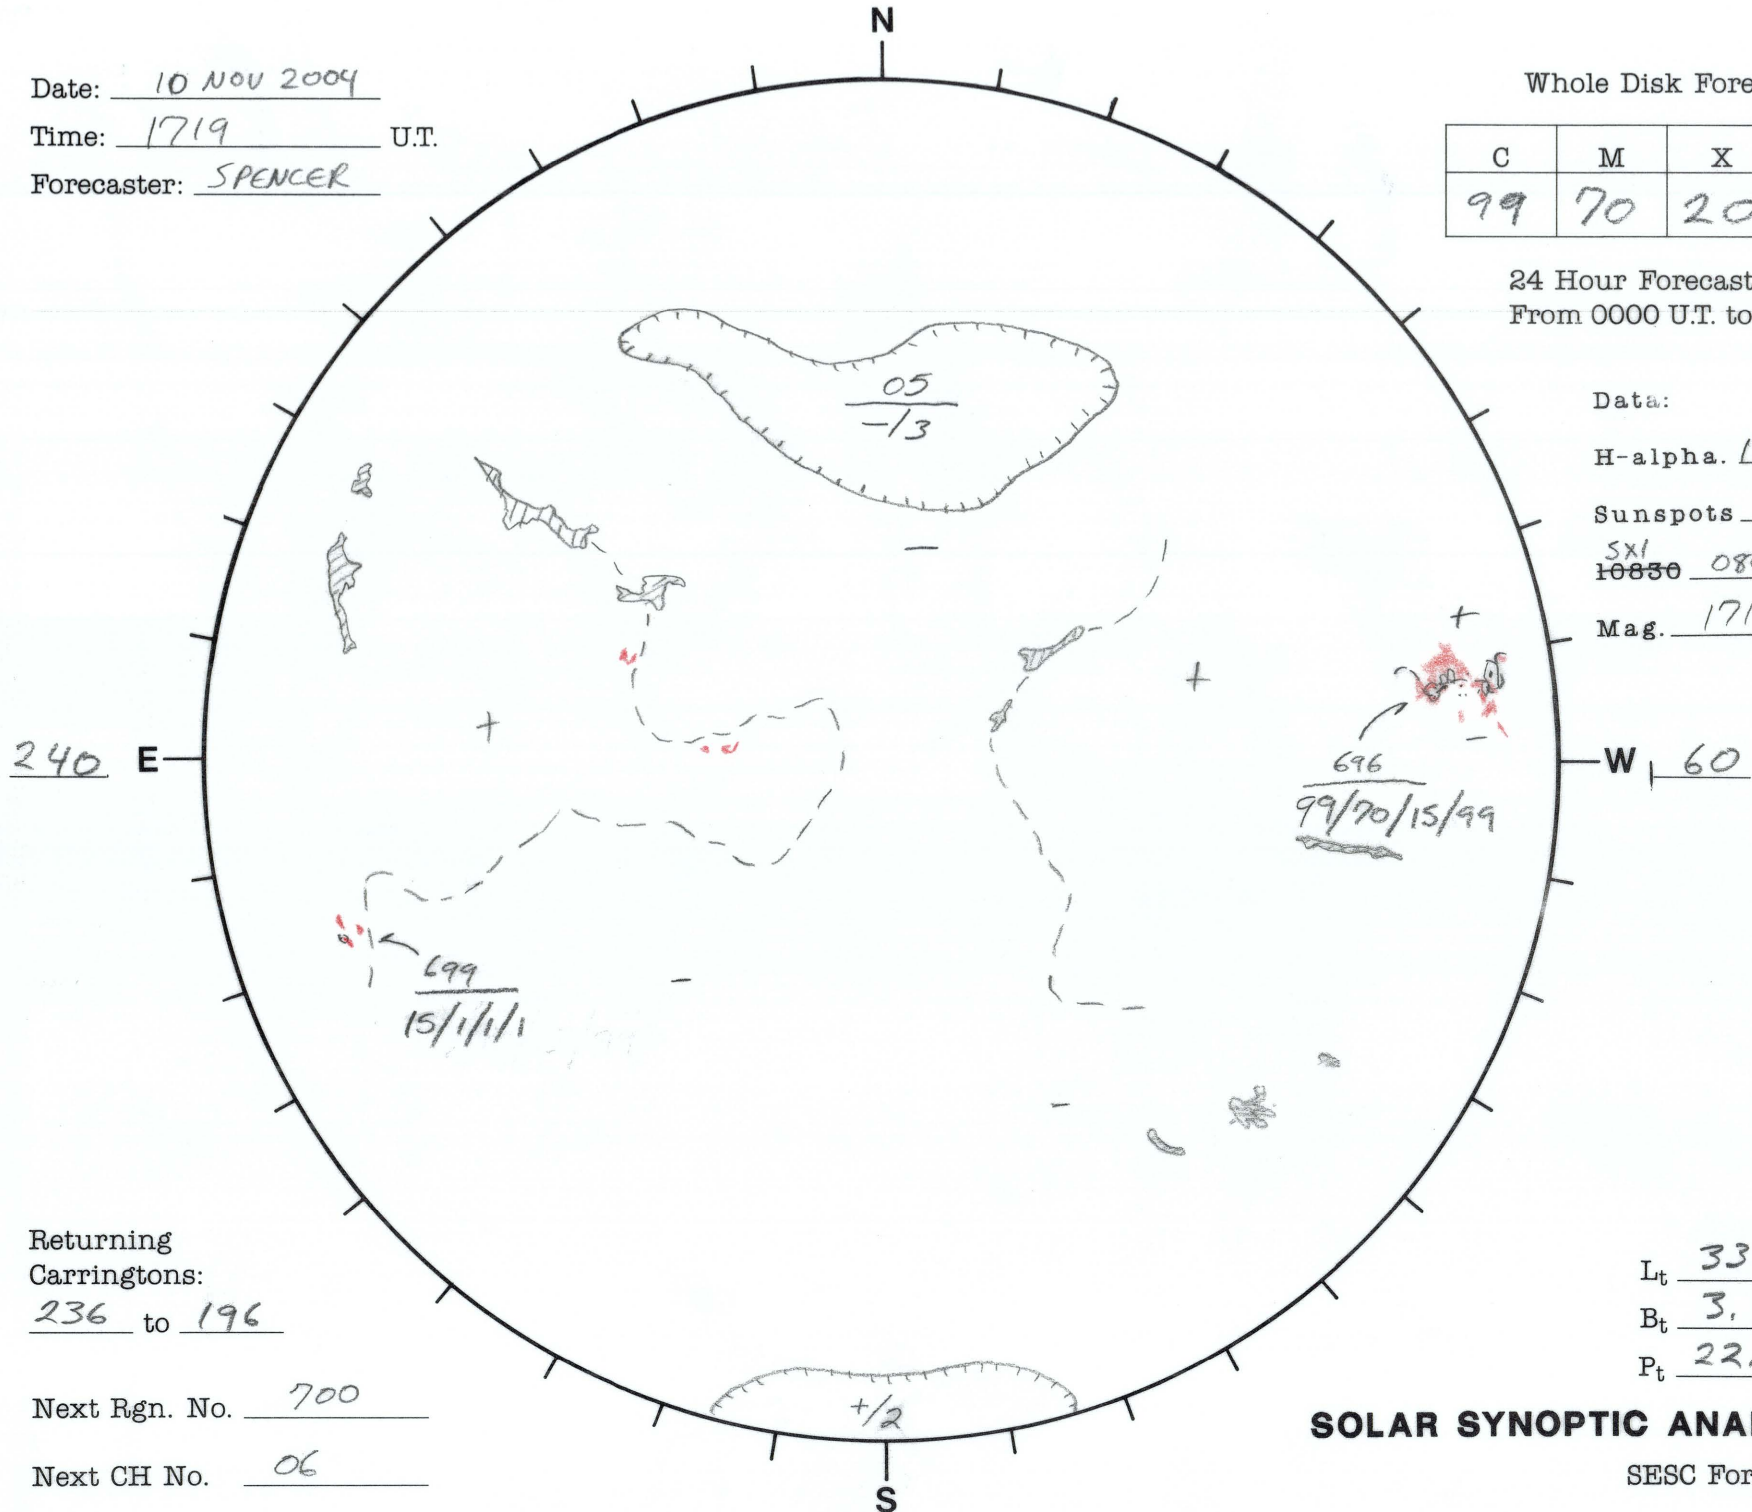 N
Date: 10 NOV 2004
Time: 1719 U.T.
Forecaster: SPENCER
Whole Disk Fore
C M X
99 70 20
24 Hour Forecast
From 0000 U.T. to
Data:
H-alpha. L
Sunspots
SXI
10830 08
Mag. 171
05
-/3
—
+
+
+
—
240 E
W 60
696
99/70/15/99
699
15/1/1/1
—
—
Returning
Carringtons:
236 to 196
Next Rgn. No. 700
Next CH No. 06
+/2
S
Lt 33
Bt 3.
Pt 22.
SOLAR SYNOPTIC ANA
SESC For